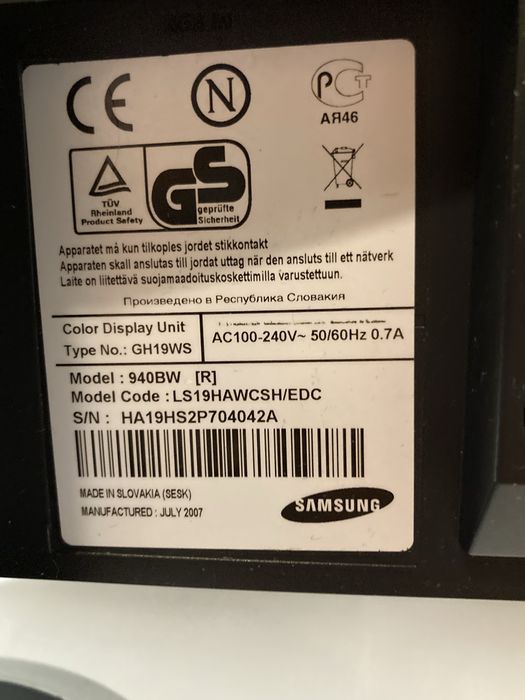 CE
N
РСТ
АЯ46
TÜV
Rheinland
Product Safety
GS
geprüfte
Sicherheit
Apparatet må kun tilkoples jordet stikkontakt
Apparaten skall anslutas till jordat uttag når den ansluts till ett nätverk
Laite on liitettävä suojamaadoituskoskettimilla varustettuun.
Произведено в Республика Словакия
Color Display Unit
Type No.: GH19WS
AC100-240V~ 50/60Hz 0.7A
Model : 940BW [R]
Model Code : LS19HAWCSH/EDC
S/N : HA19HS2P704042A
MADE IN SLOVAKIA (SESK)
MANUFACTURED : JULY 2007
SAMSUNG